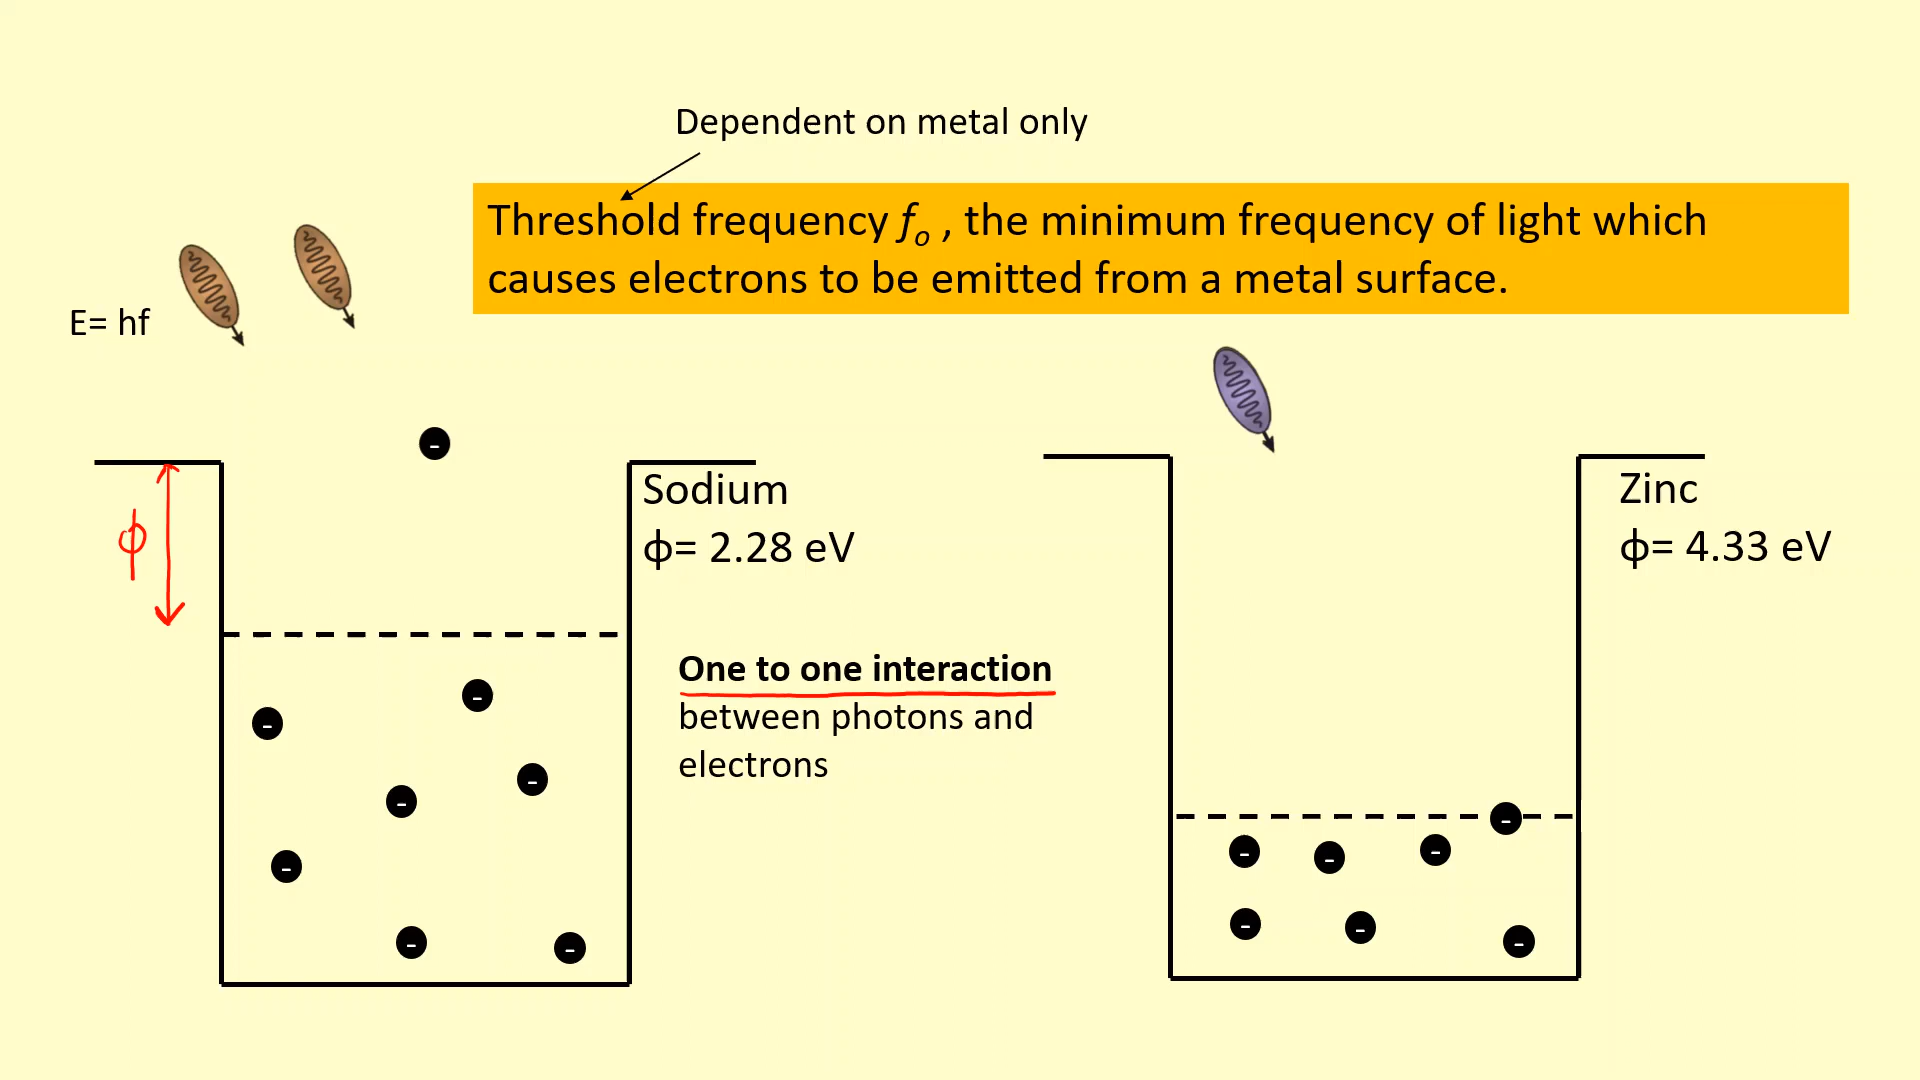 Dependent on metal only
Threshold frequency fo , the minimum frequency of light which
causes electrons to be emitted from a metal surface.
E= hf
Sodium
ϕ= 2.28 eV
ϕ
One to one interaction
between photons and
electrons
Zinc
ϕ= 4.33 eV